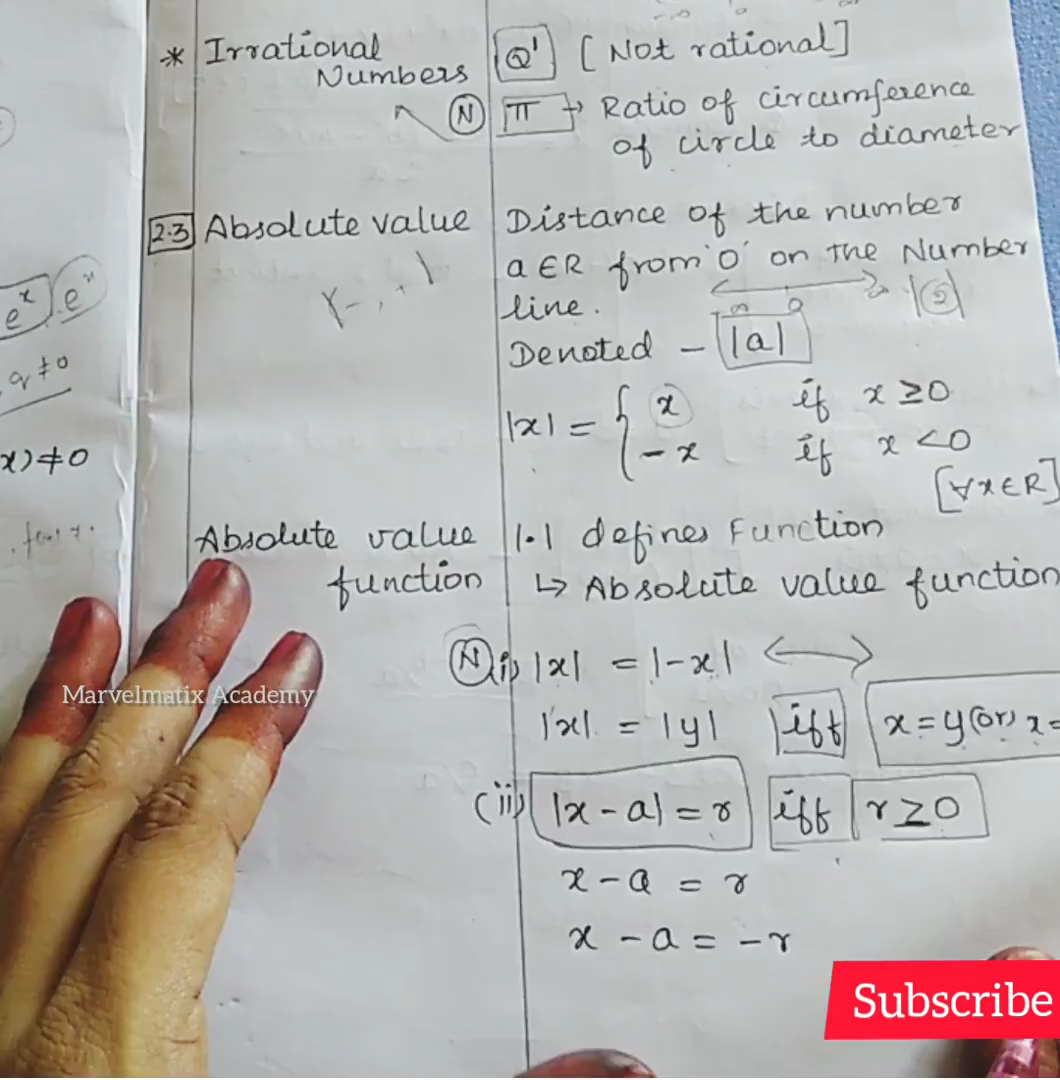 * Irrational Numbers Q' [Not rational]
(N) π → Ratio of circumference of circle to diameter
2.3 Absolute value Distance of the number
a ∈ R from '0' on the Number
line. |2|
Denoted - |a|
e^x e^x
q ≠ 0
|x| = { x if x ≥ 0
- x if x < 0
x) ≠ 0
[∀x∈R]
Absolute value function |.| defines Function
↳ Absolute value function
(N) i) |x| = |-x| ⟷
|x| = |y| iff x = y (or) x =
(ii) |x - a| = r iff r ≥ 0
x - a = r
x - a = - r
Marvelmatix Academy
Subscribe